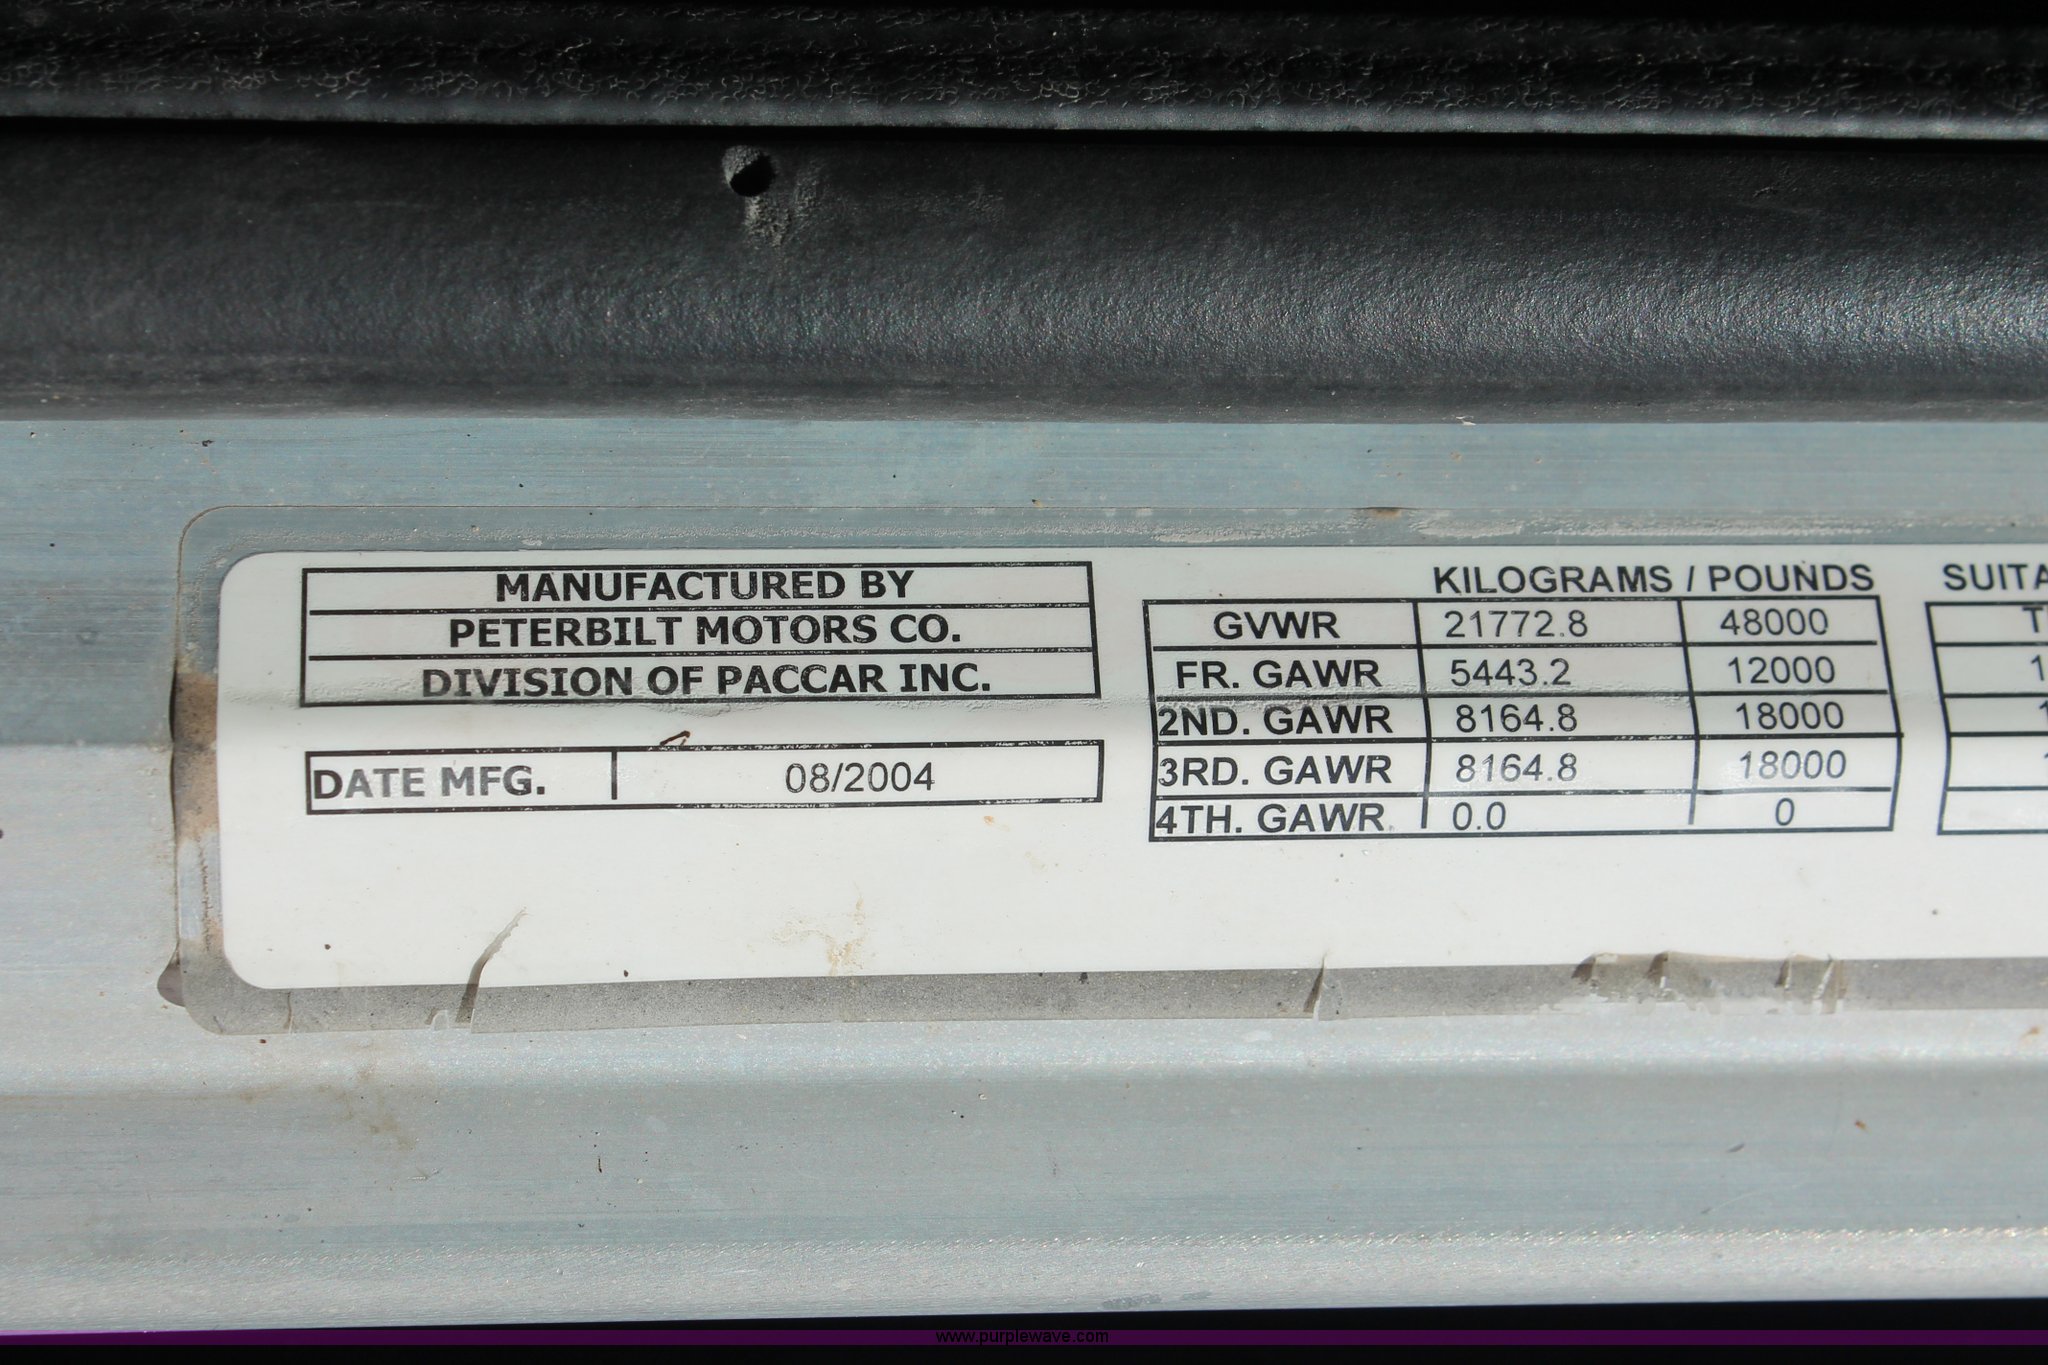 MANUFACTURED BY
PETERBILT MOTORS CO.
DIVISION OF PACCAR INC.
DATE MFG. 08/2004
KILOGRAMS / POUNDS
GVWR 21772.8 48000
FR. GAWR 5443.2 12000
2ND. GAWR 8164.8 18000
3RD. GAWR 8164.8 18000
4TH. GAWR 0.0 0
www.purplewave.com